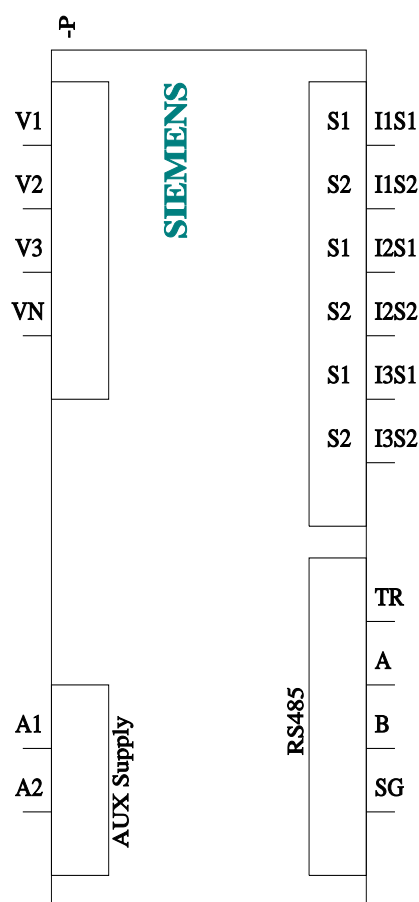 -P
SIEMENS
V1
V2
V3
VN
S1 I1S1
S2 I1S2
S1 I2S1
S2 I2S2
S1 I3S1
S2 I3S2
TR
A
B
SG
RS485
A1
A2
AUX Supply